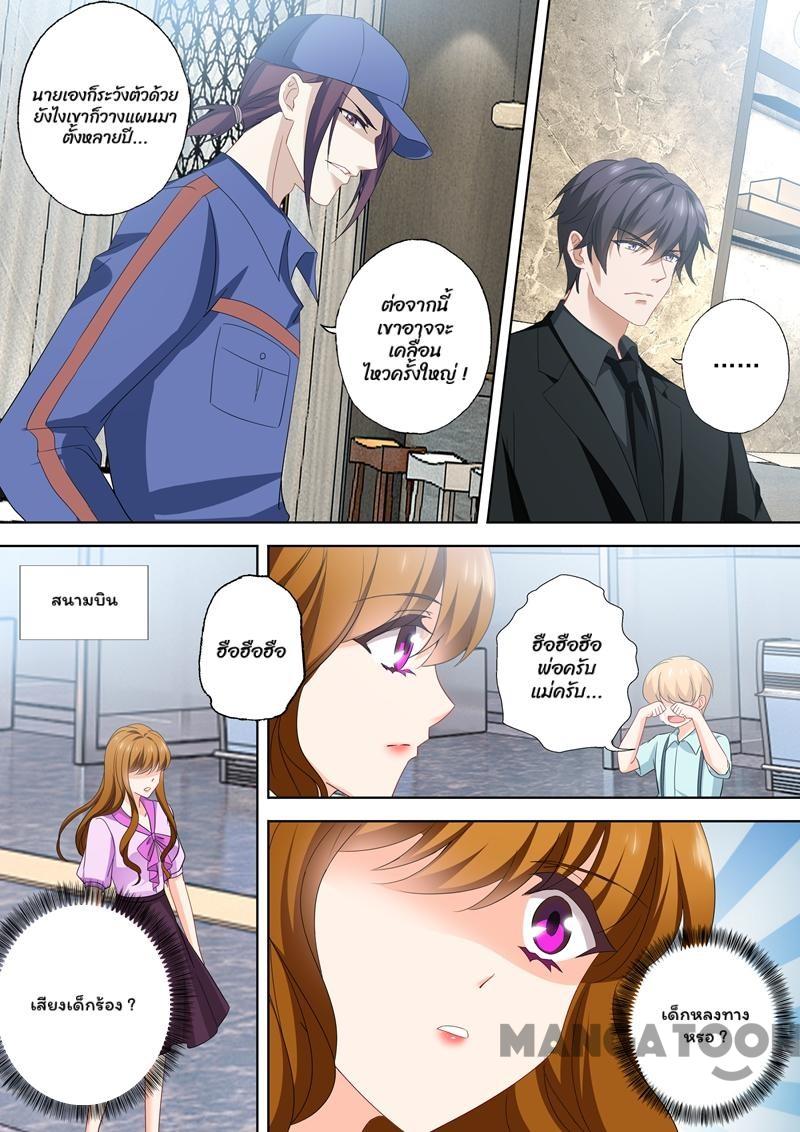 นายเองก็ระวังตัวด้วย
ยังไงเขาก็วางแผนมา
ตั้งหลายปี...
ต่อจากนี้
เขาอาจจะ
เคลื่อน
ไหวครั้งใหญ่ !
......
สนามบิน
ฮือฮือฮือ
ฮือฮือฮือ
พ่อครับ
แม่ครับ...
เสียงเด็กร้อง ?
เด็กหลงทาง
หรอ ?
MANGATOON